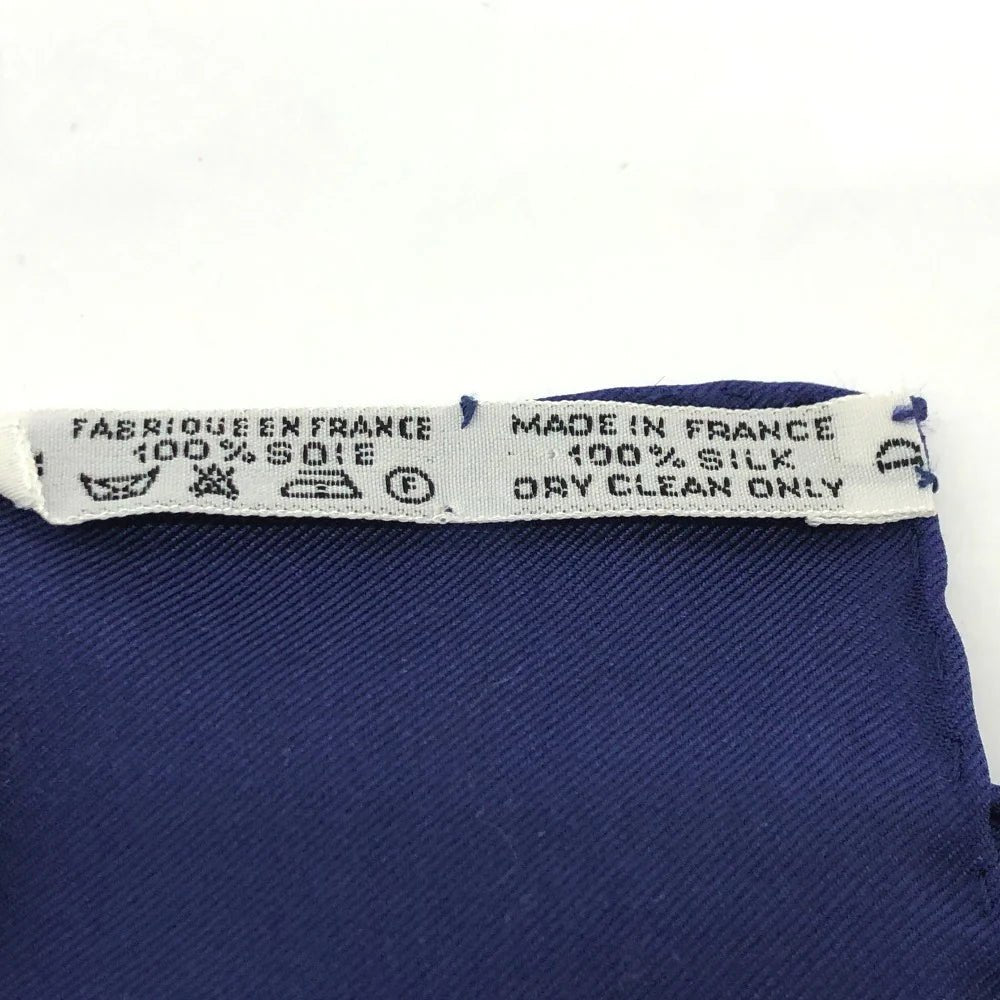 FABRIQUE EN FRANCE
100% SOIE
F
MADE IN FRANCE
100% SILK
DRY CLEAN ONLY
D